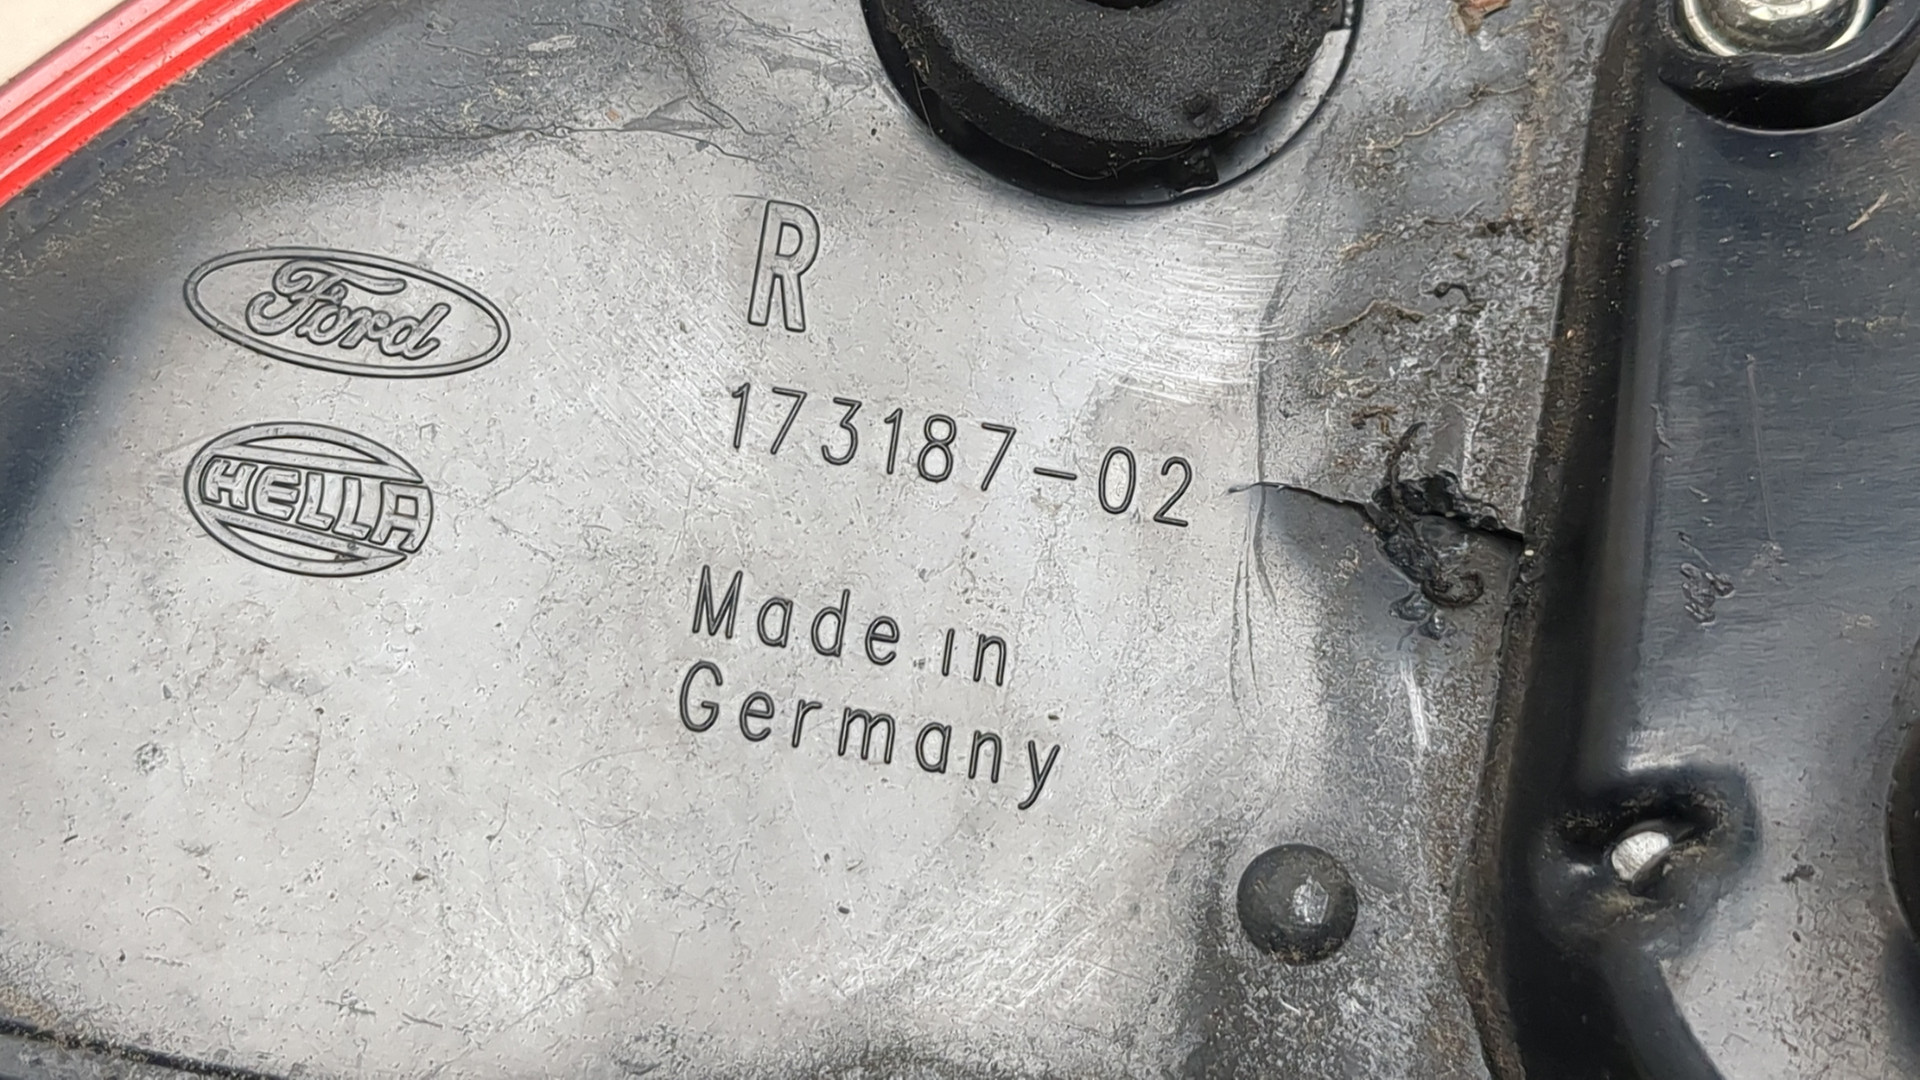 Ford
R
HELLA
173187-02
Made in
Germany